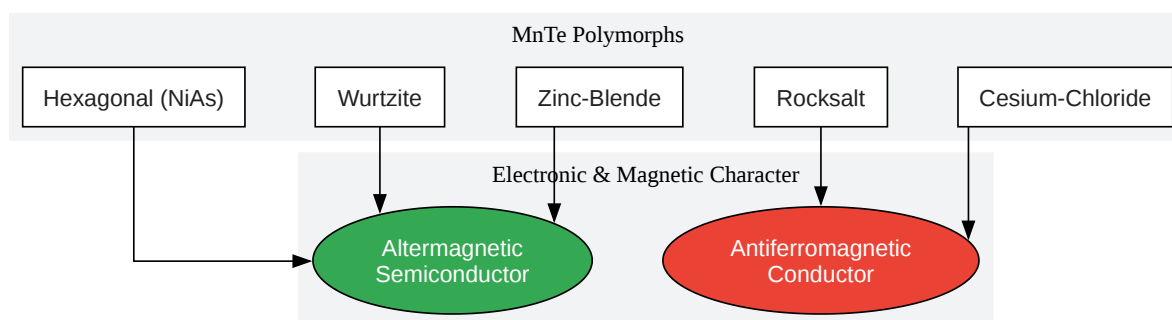 MnTe Polymorphs
Hexagonal (NiAs)
Wurtzite
Zinc-Blende
Rocksalt
Cesium-Chloride
Electronic & Magnetic Character
Altermagnetic
Semiconductor
Antiferromagnetic
Conductor